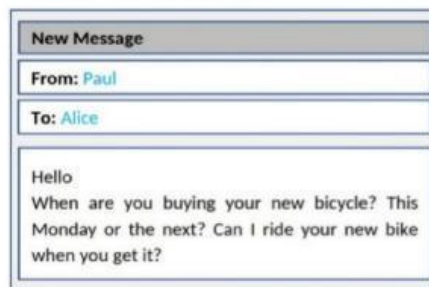 New Message
From: Paul
To: Alice
Hello
When are you buying your new bicycle? This
Monday or the next? Can I ride your new bike
when you get it?